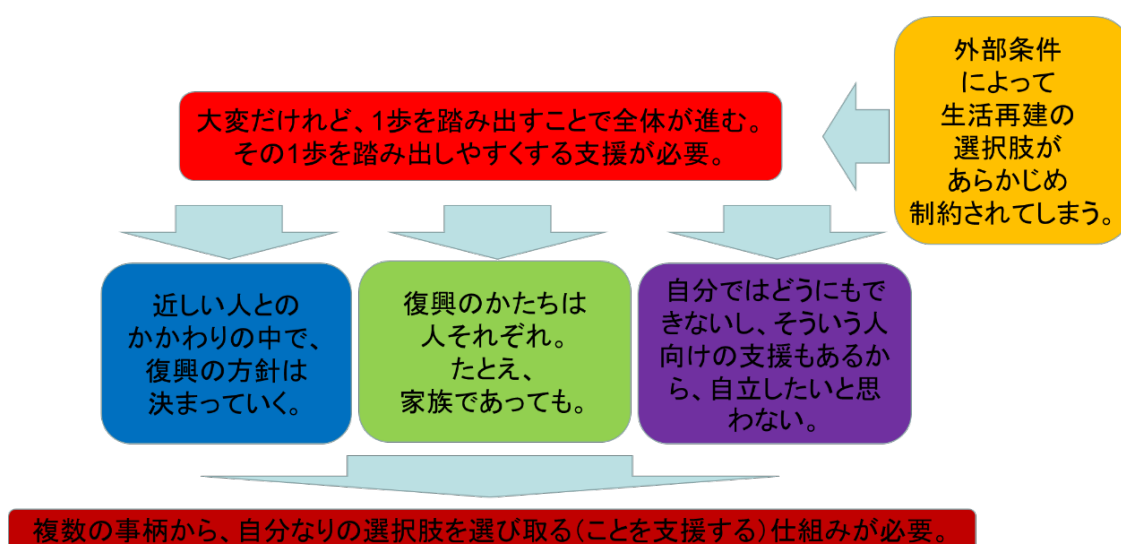 外部条件
によって
生活再建の
選択肢が
あらかじめ
制約されてしまう。
大変だけれど、1歩を踏み出すことで全体が進む。
その1歩を踏み出しやすくする支援が必要。
近しい人との
かかわりの中で、
復興の方針は
決まっていく。
復興のかたちは
人それぞれ。
たとえ、
家族であっても。
自分ではどうにもで
きないし、そういう人
向けの支援もあるか
ら、自立したいと思
わない。
複数の事柄から、自分なりの選択肢を選び取る(ことを支援する)仕組みが必要。